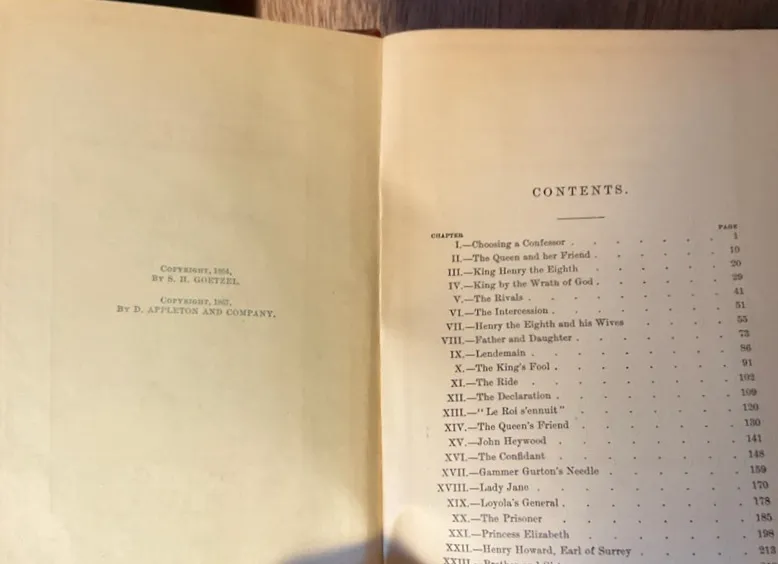 COPYRIGHT, 1864,
BY S. H. GOETZEL.
COPYRIGHT, 1867,
BY D. APPLETON AND COMPANY.
CONTENTS.
CHAPTER PAGE
I.—Choosing a Confessor . . . . . . 1
II.—The Queen and her Friend . . . . . . 10
III.—King Henry the Eighth . . . . . . 20
IV.—King by the Wrath of God . . . . . . 29
V.—The Rivals . . . . . . . 41
VI.—The Intercession . . . . . . . 51
VII.—Henry the Eighth and his Wives . . . . 55
VIII.—Father and Daughter . . . . . . 73
IX.—Lendemain . . . . . . . 86
X.—The King's Fool . . . . . . . 91
XI.—The Ride . . . . . . . 102
XII.—The Declaration . . . . . . . 109
XIII.—" Le Roi s'ennuit " . . . . . . 120
XIV.—The Queen's Friend . . . . . . 130
XV.—John Heywood . . . . . . . 141
XVI.—The Confidant . . . . . . . 148
XVII.—Gammer Gurton's Needle . . . . . 159
XVIII.—Lady Jane . . . . . . . 170
XIX.—Loyola's General . . . . . . . 178
XX.—The Prisoner . . . . . . . 185
XXI.—Princess Elizabeth . . . . . . 198
XXII.—Henry Howard, Earl of Surrey . . . . 213